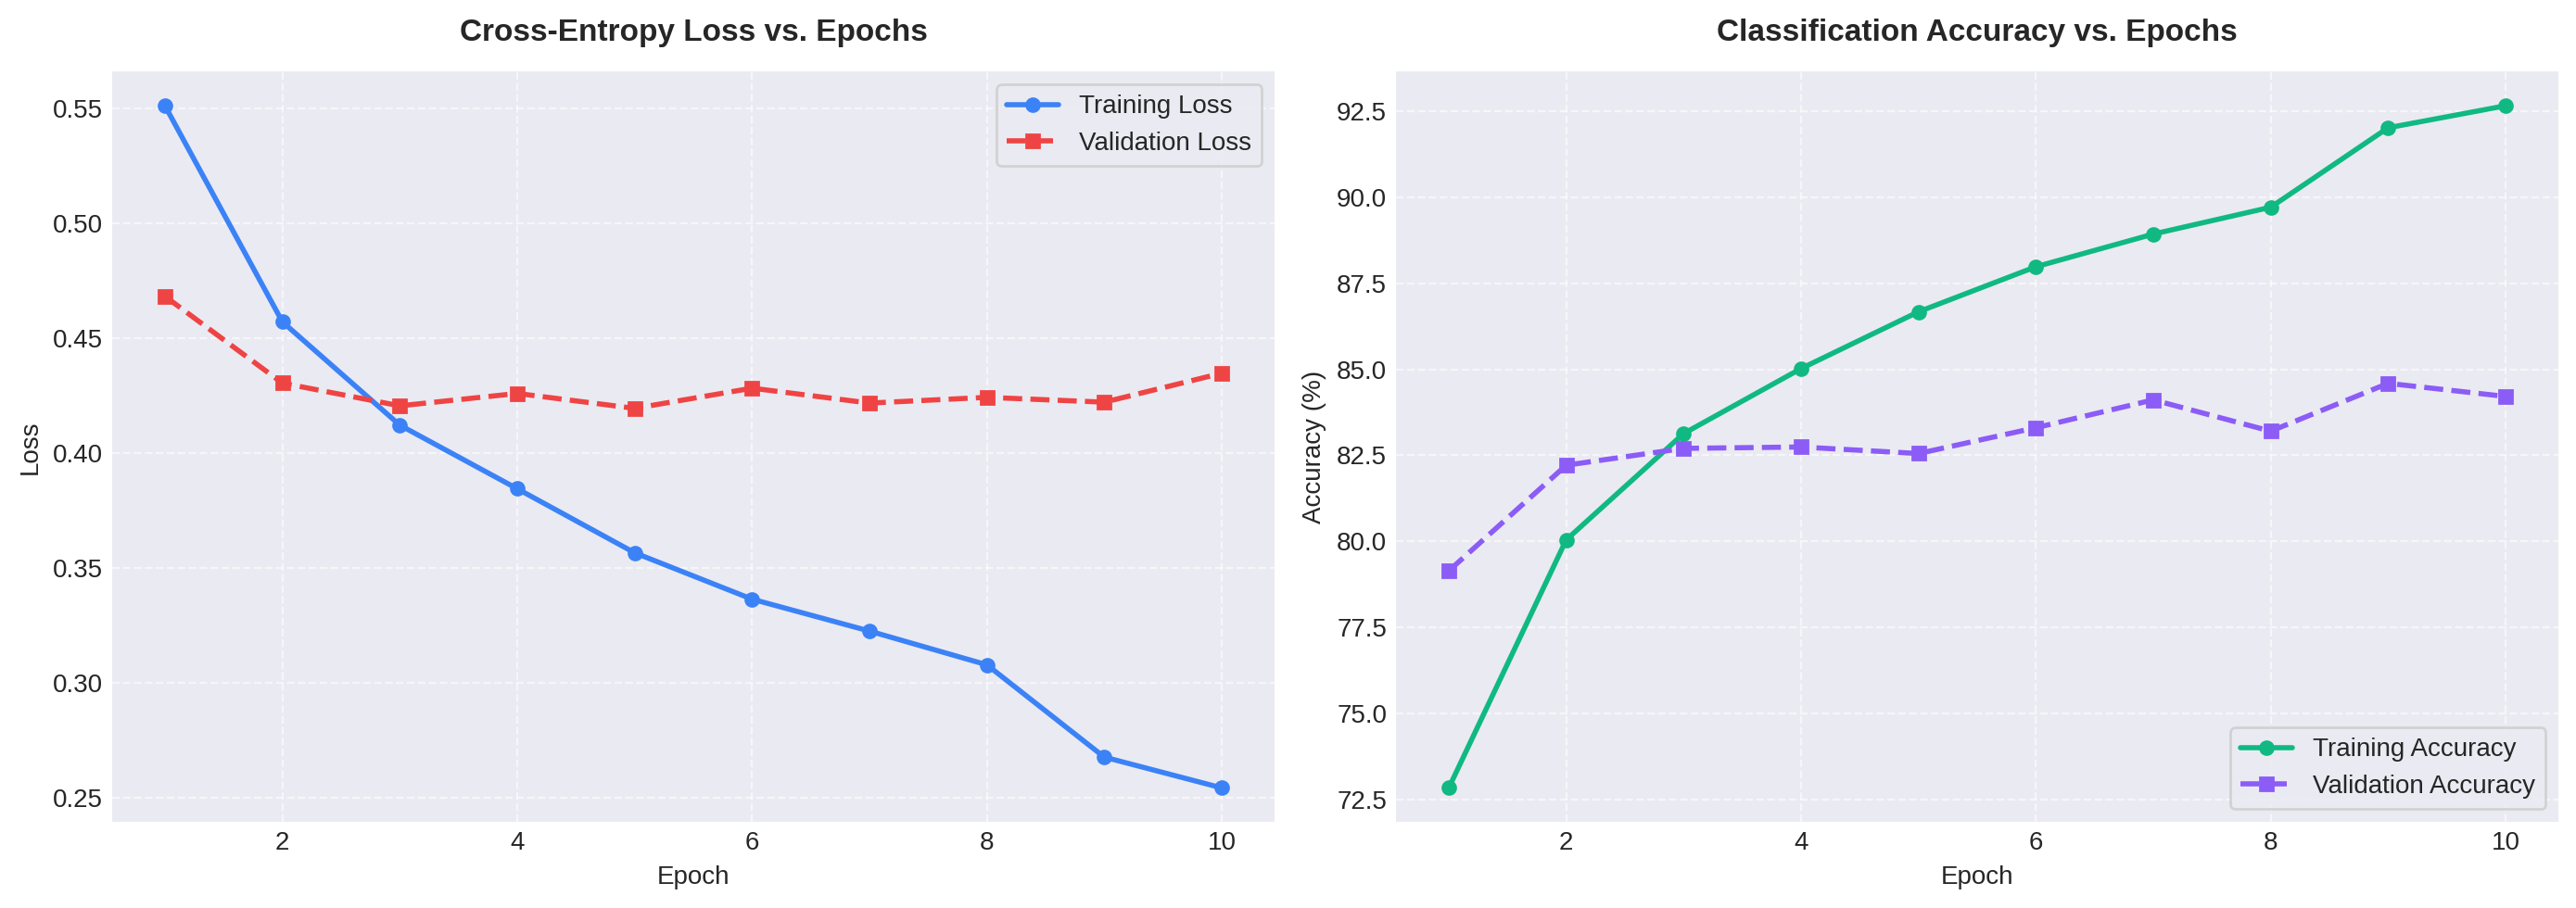 Cross-Entropy Loss vs. Epochs
0.55
0.50
0.45
0.40
0.35
0.30
0.25
Loss
Training Loss
Validation Loss
2 4 6 8 10
Epoch
Classification Accuracy vs. Epochs
92.5
90.0
87.5
85.0
82.5
80.0
77.5
75.0
72.5
Accuracy (%)
Training Accuracy
Validation Accuracy
2 4 6 8 10
Epoch